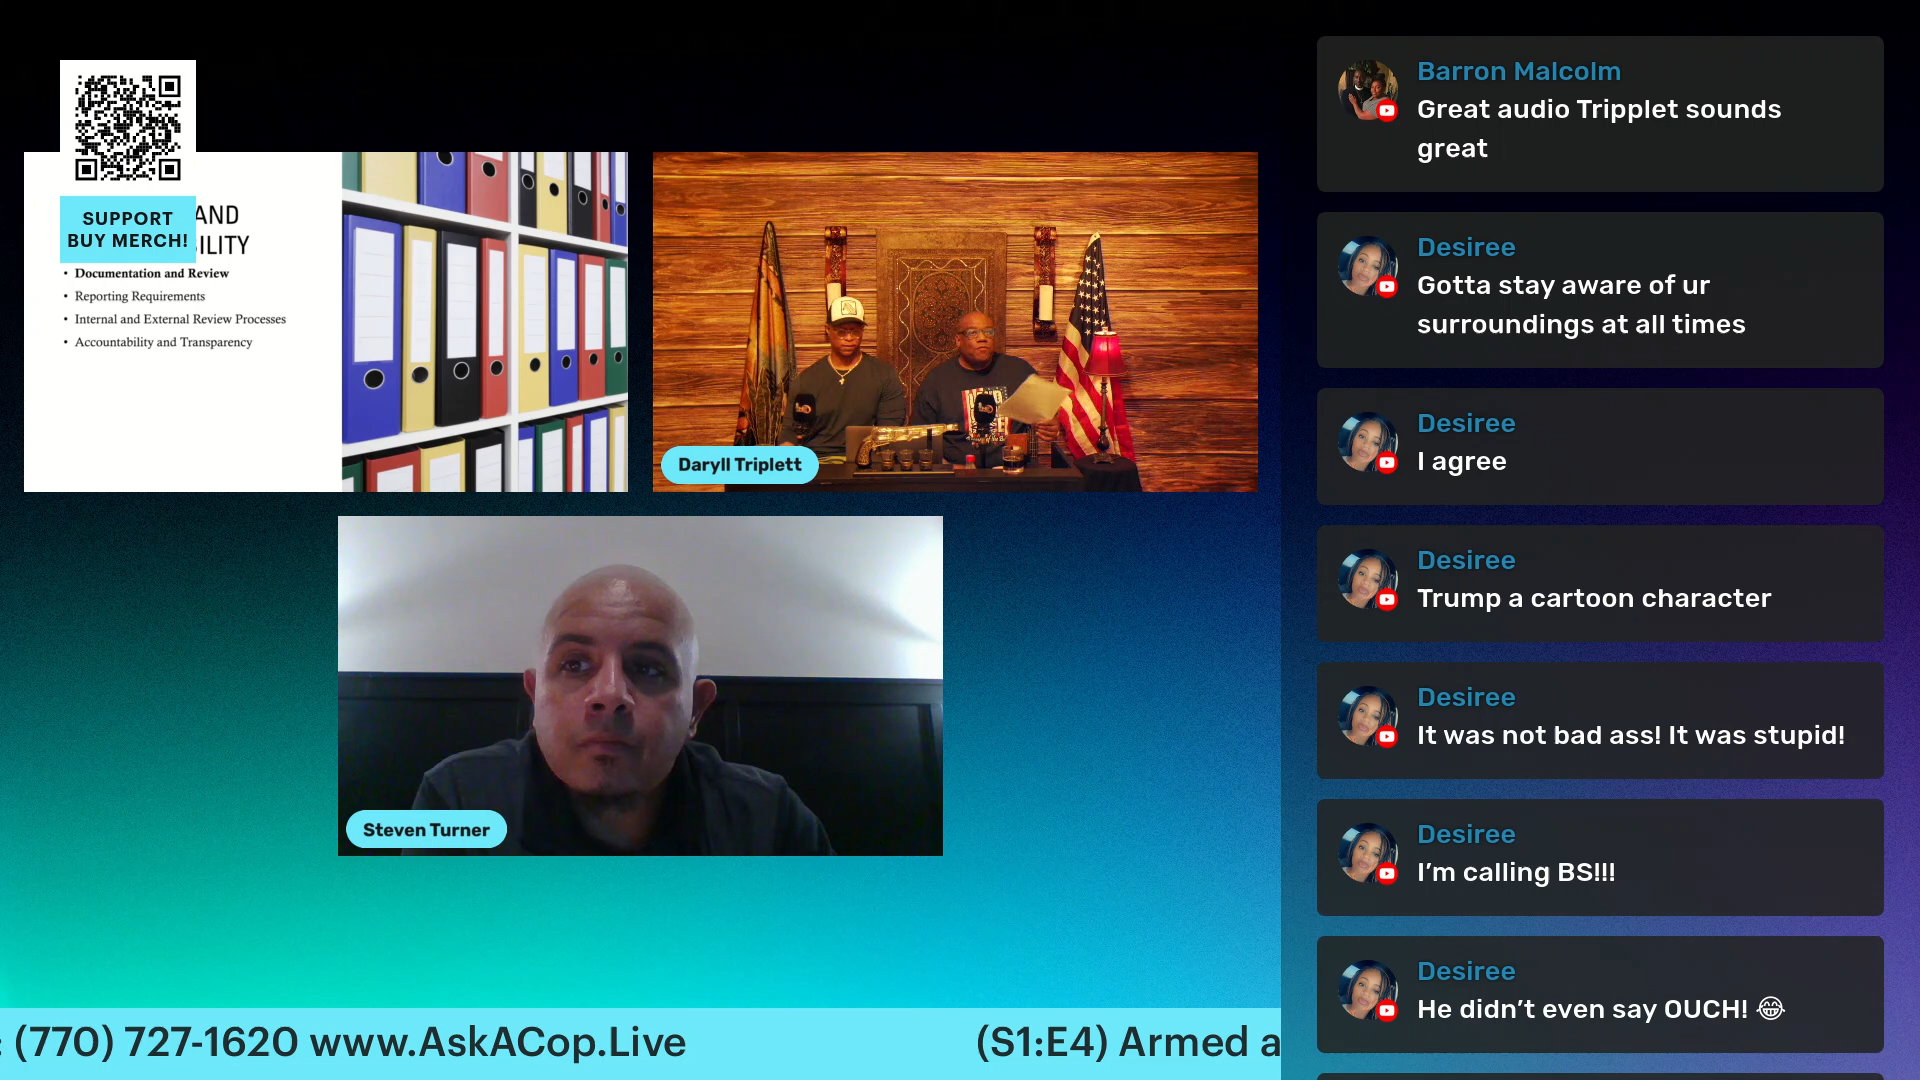 SUPPORT
BUY MERCH!
AND
ILITY
• Documentation and Review
• Reporting Requirements
• Internal and External Review Processes
• Accountability and Transparency
Daryll Triplett
Steven Turner
: (770) 727-1620 www.AskACop.Live
(S1:E4) Armed a
Barron Malcolm
Great audio Tripplet sounds
great
Desiree
Gotta stay aware of ur
surroundings at all times
Desiree
I agree
Desiree
Trump a cartoon character
Desiree
It was not bad ass! It was stupid!
Desiree
I’m calling BS!!!
Desiree
He didn’t even say OUCH! 😂